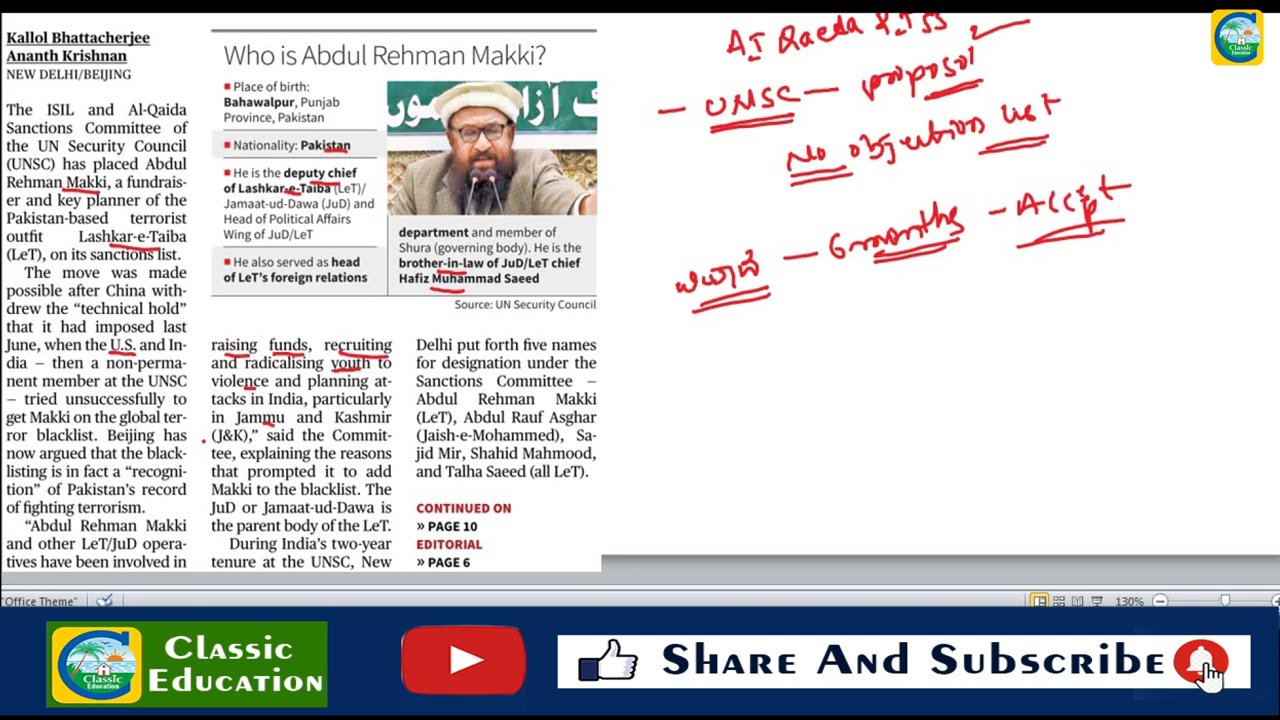 Kallol Bhattacherjee
Ananth Krishnan
NEW DELHI/BEIJING
The ISIL and Al-Qaida
Sanctions Committee of
the UN Security Council
(UNSC) has placed Abdul
Rehman Makki, a fundrais-
er and key planner of the
Pakistan-based terrorist
outfit Lashkar-e-Taiba
(LeT), on its sanctions list.
The move was made
possible after China with-
drew the “technical hold”
that it had imposed last
June, when the U.S. and In-
dia – then a non-perma-
nent member at the UNSC
– tried unsuccessfully to
get Makki on the global ter-
ror blacklist. Beijing has
now argued that the black-
listing is in fact a “recogni-
tion” of Pakistan’s record
of fighting terrorism.
“Abdul Rehman Makki
and other LeT/JuD opera-
tives have been involved in
Who is Abdul Rehman Makki?
Place of birth:
Bahawalpur, Punjab
Province, Pakistan
Nationality: Pakistan
He is the deputy chief
of Lashkar-e-Taiba (LeT)/
Jamaat-ud-Dawa (JuD) and
Head of Political Affairs
Wing of JuD/LeT
He also served as head
of LeT’s foreign relations
department and member of
Shura (governing body). He is the
brother-in-law of JuD/LeT chief
Hafiz Muhammad Saeed
Source: UN Security Council
raising funds, recruiting
and radicalising youth to
violence and planning at-
tacks in India, particularly
in Jammu and Kashmir
(J&K),” said the Commit-
tee, explaining the reasons
that prompted it to add
Makki to the blacklist. The
JuD or Jamaat-ud-Dawa is
the parent body of the LeT.
During India’s two-year
tenure at the UNSC, New
Delhi put forth five names
for designation under the
Sanctions Committee –
Abdul Rehman Makki
(LeT), Abdul Rauf Asghar
(Jaish-e-Mohammed), Sa-
jid Mir, Shahid Mahmood,
and Talha Saeed (all LeT).
CONTINUED ON
» PAGE 10
EDITORIAL
» PAGE 6
Al Qaeda &
– UNSC – proposal
No objection list
– 6 months – Accept
Classic
Education
"Office Theme"
130%
Classic
Education
Classic
Education
Share And Subscribe